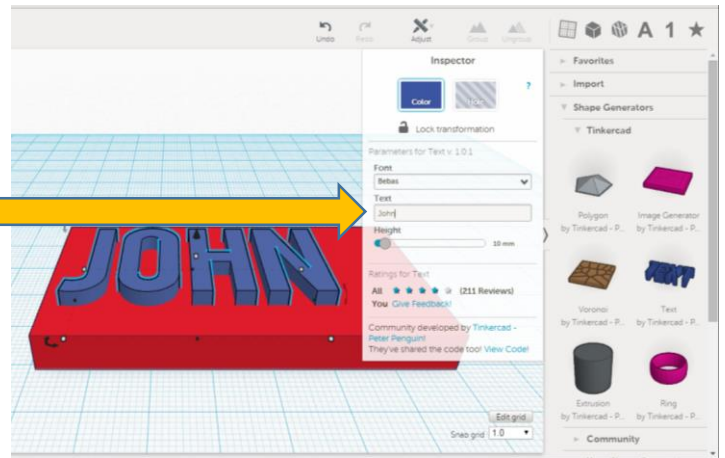 Undo
Redo
Adjust
Group
Ungroup
A 1
Inspector
?
Color
Hole
Lock transformation
Parameters for Text v. 1.0.1
Font
Bebas
Text
John
Height
10 mm
Ratings for Text
All (211 Reviews)
You Give Feedback!
Community developed by Tinkercad -
Peter Penguin!
They've shared the code too! View Code!
JOHN
Edit grid
Snap grid 1.0
Favorites
Import
Shape Generators
Tinkercad
Polygon
by Tinkercad - P...
Image Generator
by Tinkercad - P...
Voronoi
by Tinkercad - P...
TEXT
Text
by Tinkercad - P...
Extrusion
by Tinkercad - P...
Ring
by Tinkercad - P...
Community